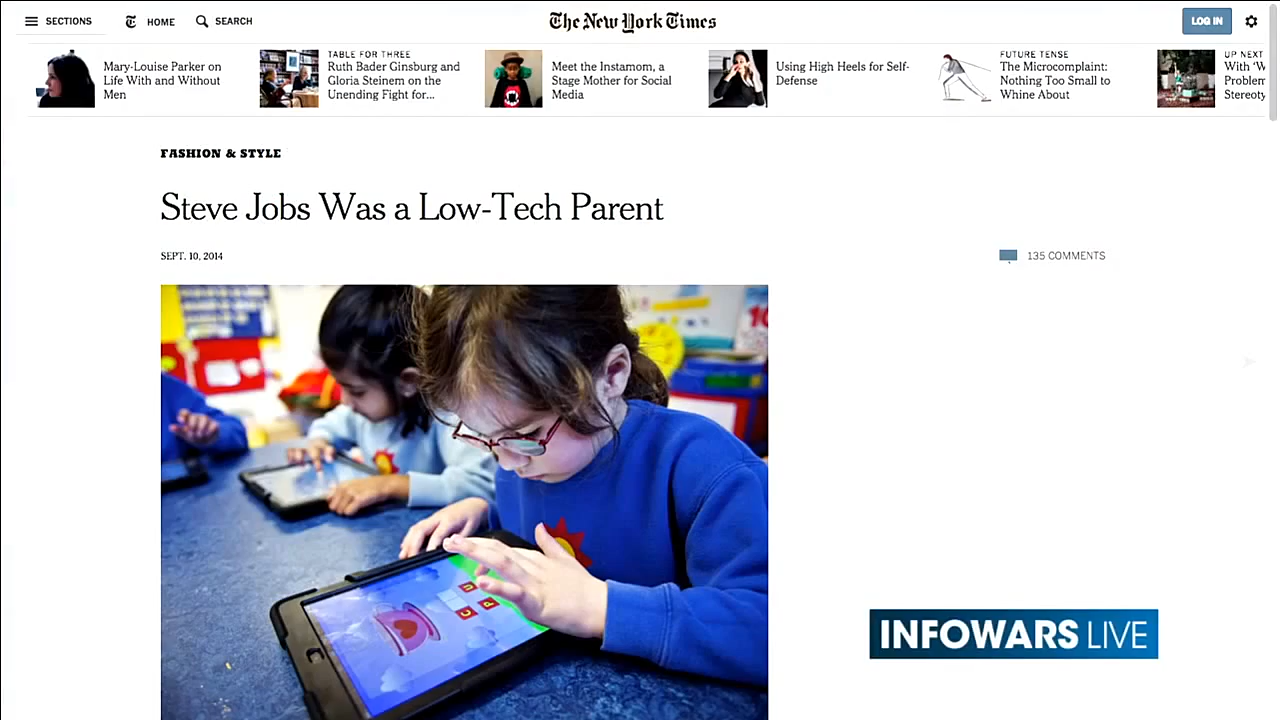 SECTIONS
HOME
SEARCH
The New York Times
LOG IN
Mary-Louise Parker on
Life With and Without
Men
TABLE FOR THREE
Ruth Bader Ginsburg and
Gloria Steinem on the
Unending Fight for...
Meet the Instamom, a
Stage Mother for Social
Media
Using High Heels for Self-
Defense
FUTURE TENSE
The Microcomplaint:
Nothing Too Small to
Whine About
UP NEXT
With 'W
Problem
Stereoty
FASHION & STYLE
Steve Jobs Was a Low-Tech Parent
SEPT. 10, 2014
135 COMMENTS
10
U
C P
INFOWARS LIVE